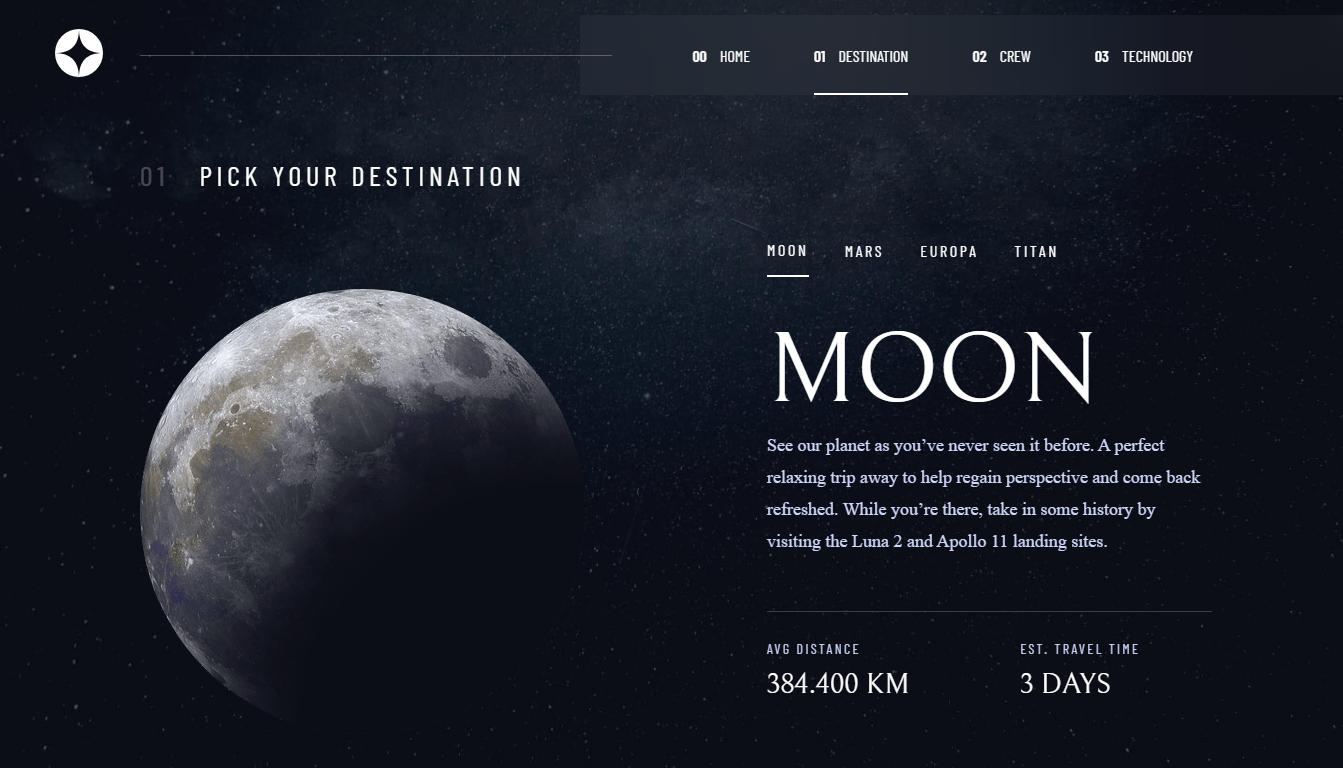 00 HOME 01 DESTINATION 02 CREW 03 TECHNOLOGY
01 PICK YOUR DESTINATION
MOON MARS EUROPA TITAN
MOON
See our planet as you’ve never seen it before. A perfect
relaxing trip away to help regain perspective and come back
refreshed. While you’re there, take in some history by
visiting the Luna 2 and Apollo 11 landing sites.
AVG DISTANCE EST. TRAVEL TIME
384.400 KM 3 DAYS